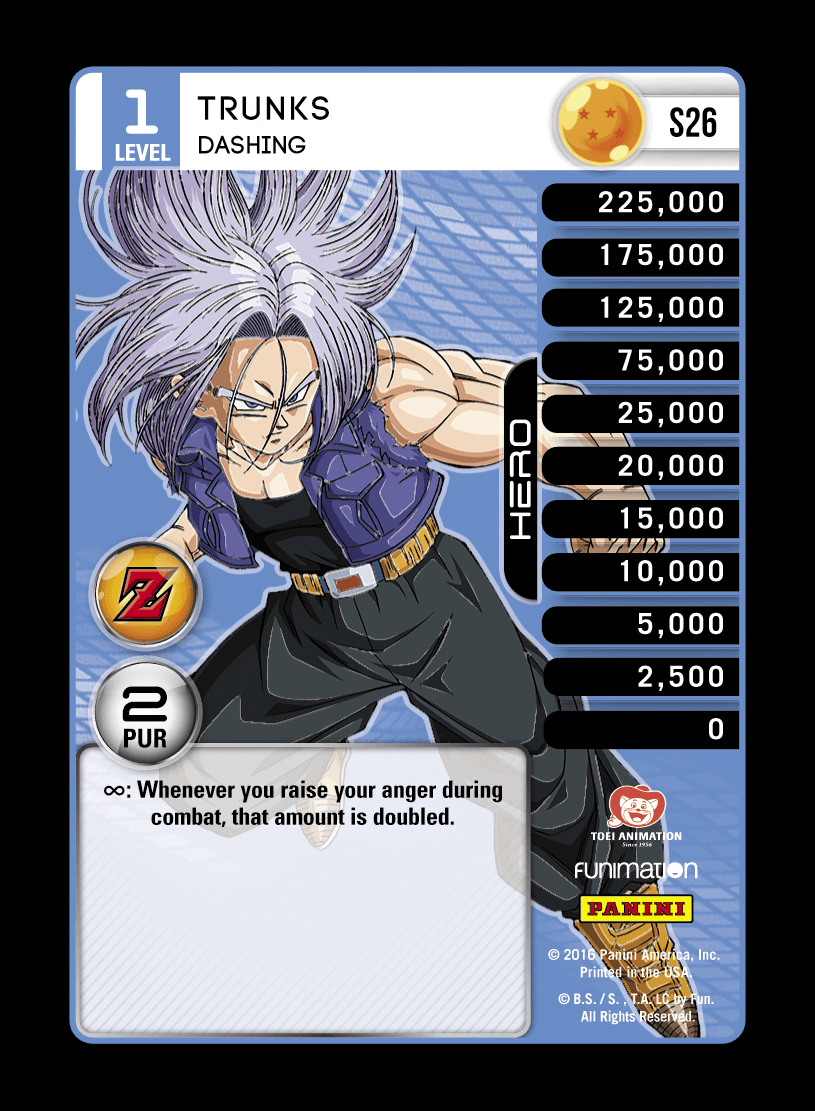 1
LEVEL
TRUNKS
DASHING
S26
225,000
175,000
125,000
75,000
25,000
20,000
15,000
10,000
5,000
2,500
0
HERO
Z
2
PUR
∞: Whenever you raise your anger during
combat, that amount is doubled.
TOEI ANIMATION
Since 1956
FUNIMATION
PANINI
© 2016 Panini America, Inc.
Printed in the USA.
© B.S. / S. , T.A. LC by Fun.
All Rights Reserved.